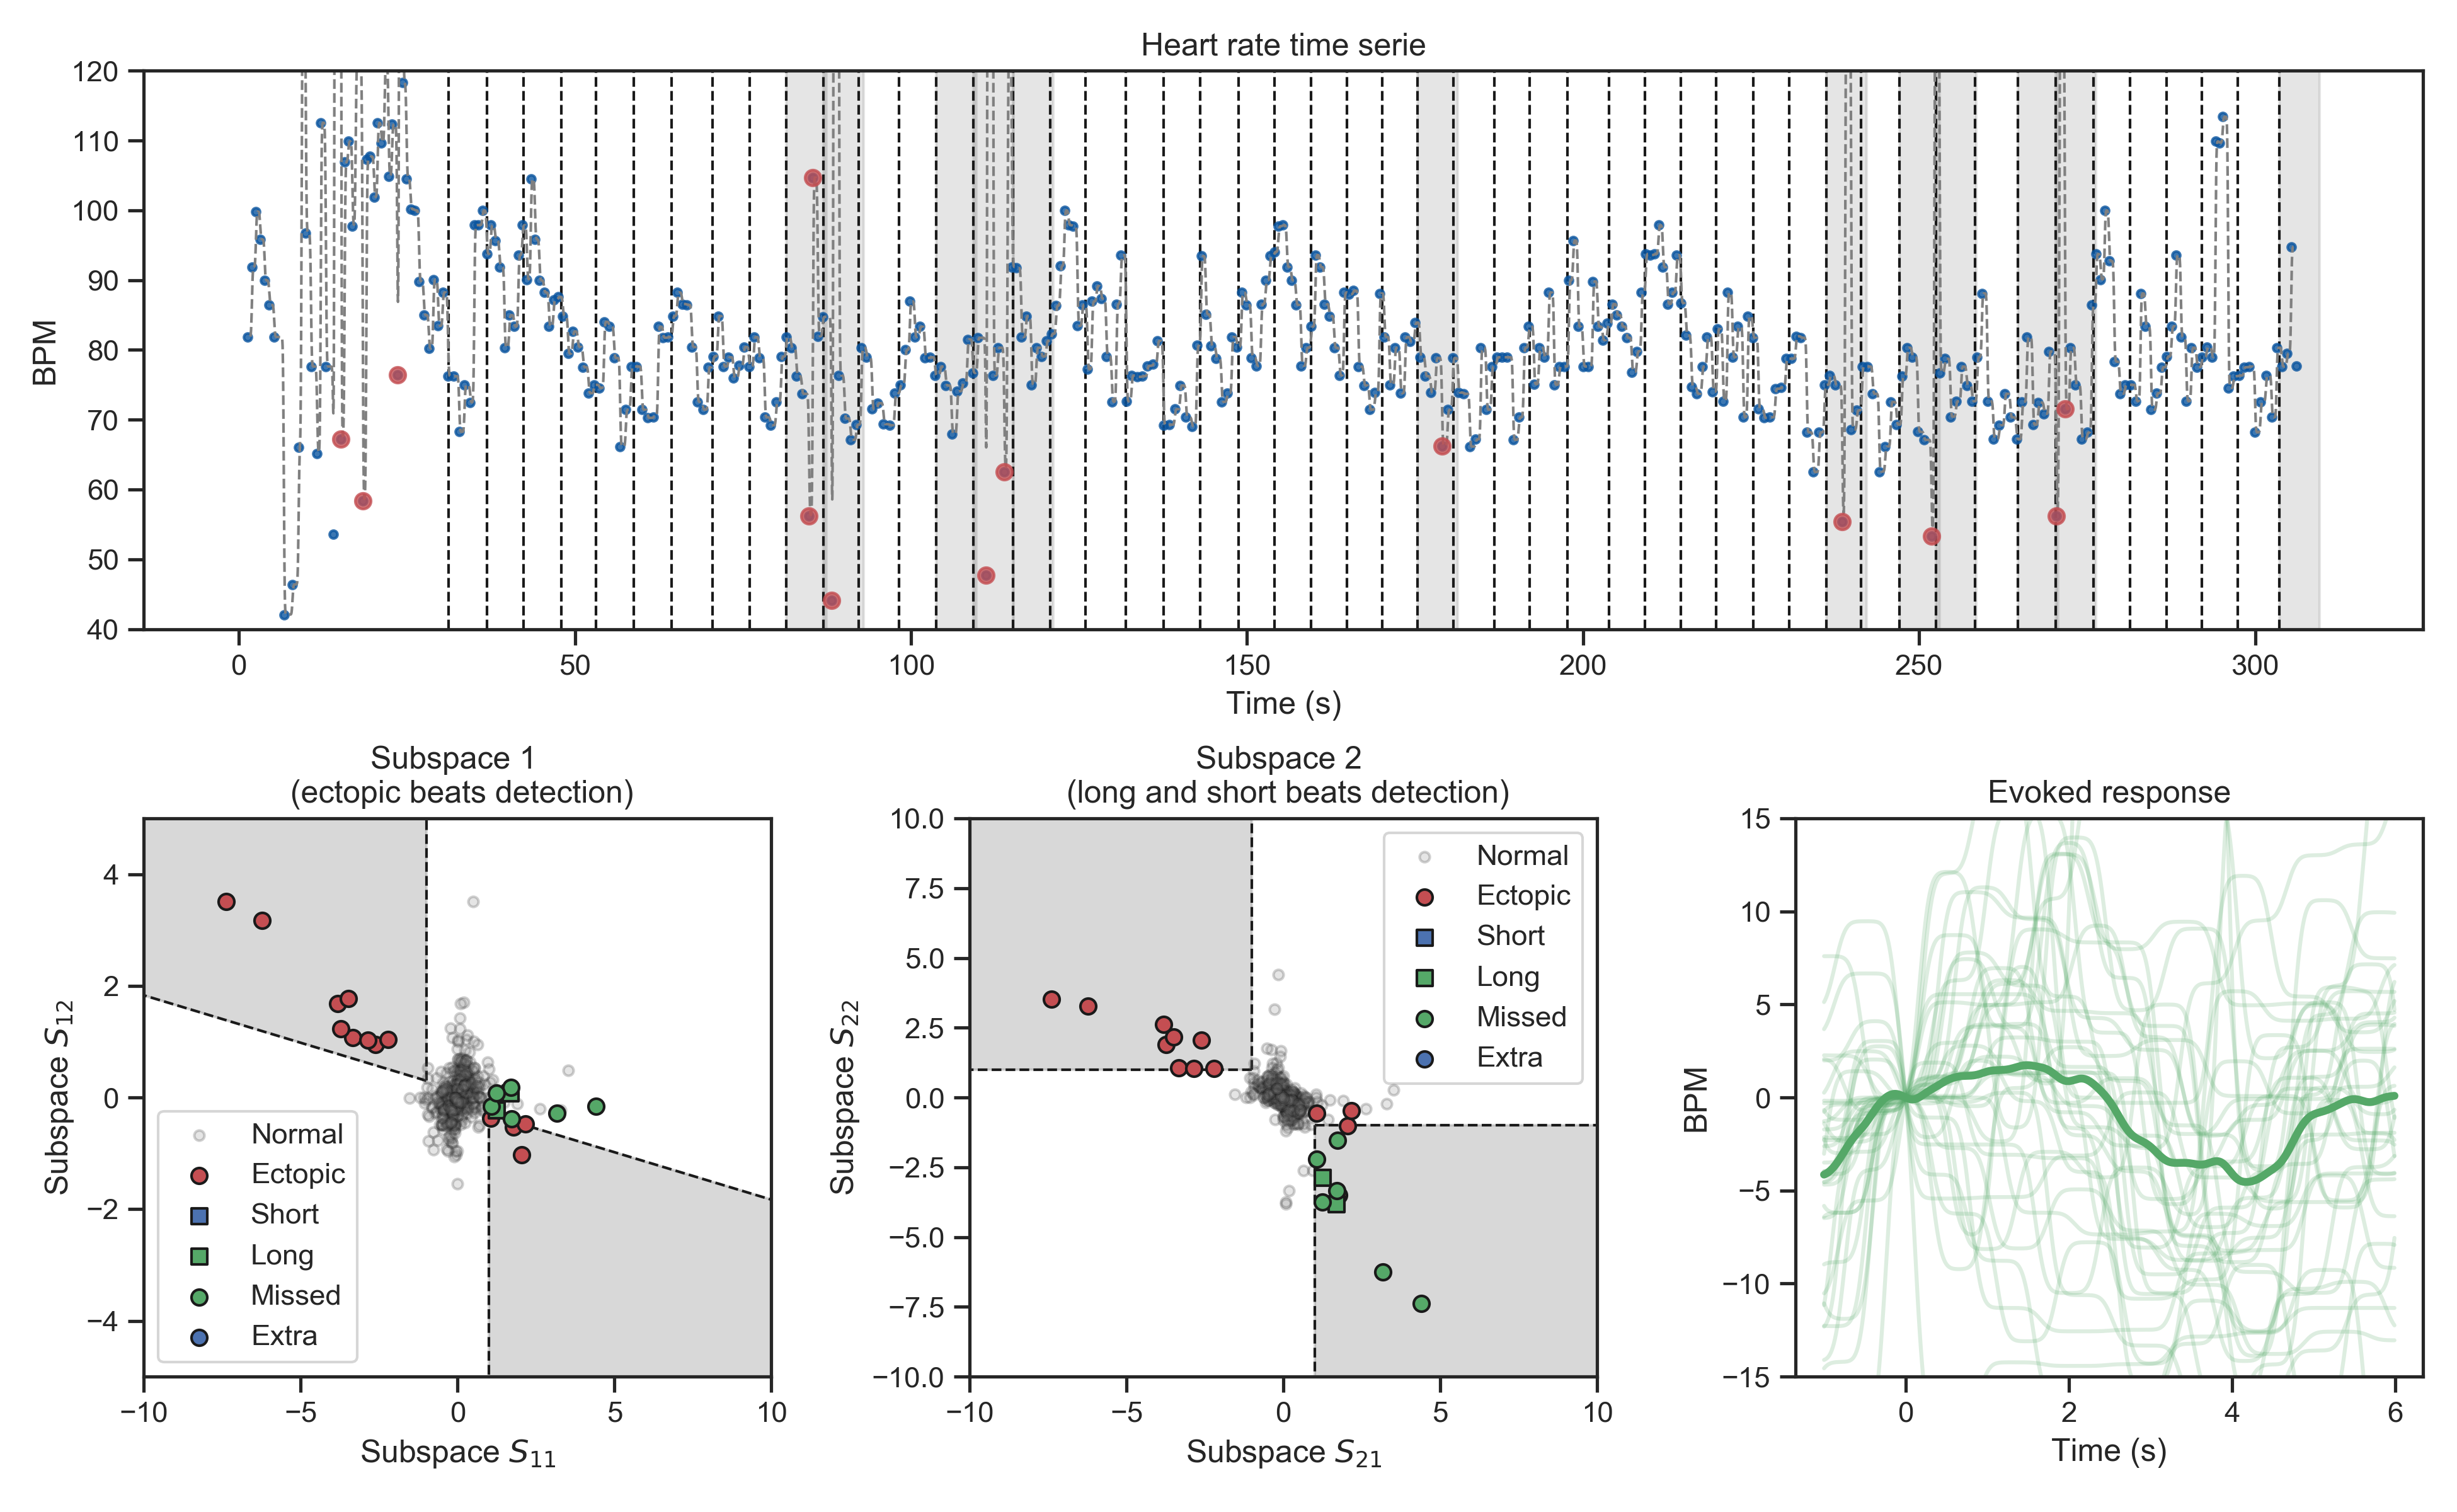 Heart rate time serie
120
110
100
90
80
70
60
50
40
BPM
0 50 100 150 200 250 300
Time (s)
Subspace 1
(ectopic beats detection)
4
2
0
−2
−4
Subspace S12
Normal
Ectopic
Short
Long
Missed
Extra
−10 −5 0 5 10
Subspace S11
Subspace 2
(long and short beats detection)
10.0
7.5
5.0
2.5
0.0
−2.5
−5.0
−7.5
−10.0
Subspace S22
Normal
Ectopic
Short
Long
Missed
Extra
−10 −5 0 5 10
Subspace S21
Evoked response
15
10
5
0
−5
−10
−15
BPM
0 2 4 6
Time (s)